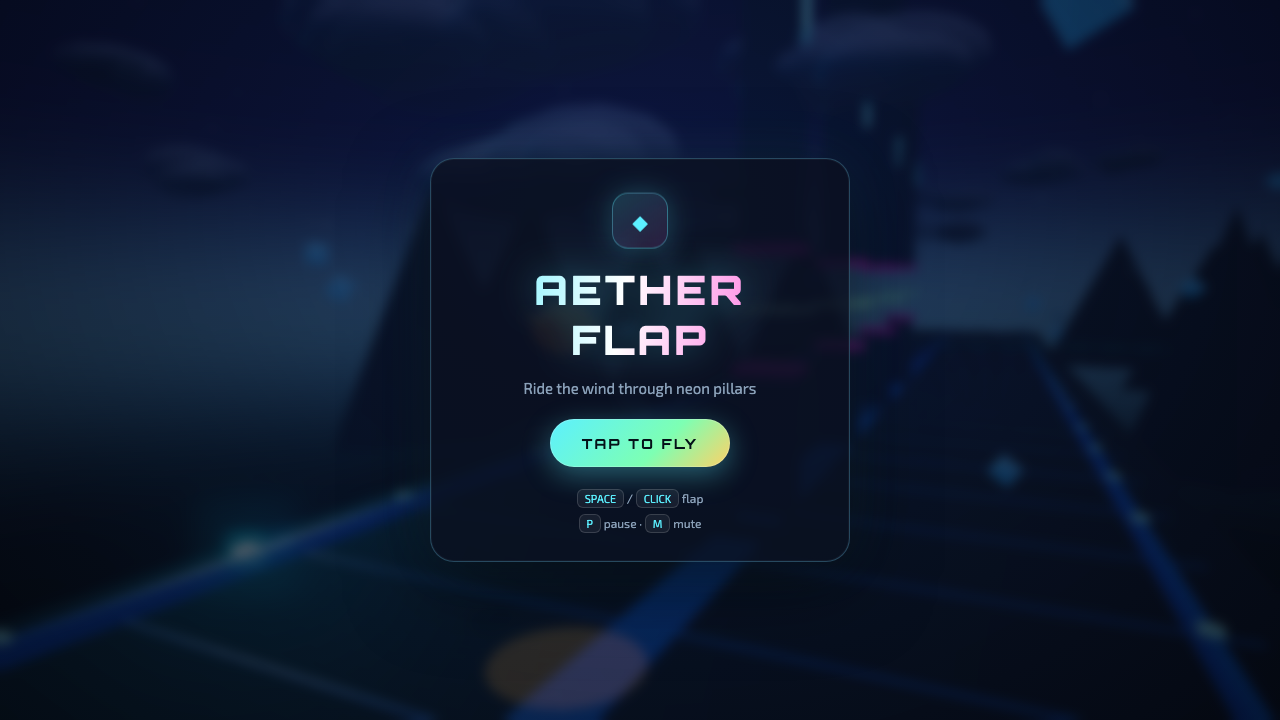 AETHER
FLAP
Ride the wind through neon pillars
TAP TO FLY
SPACE / CLICK flap
P pause · M mute